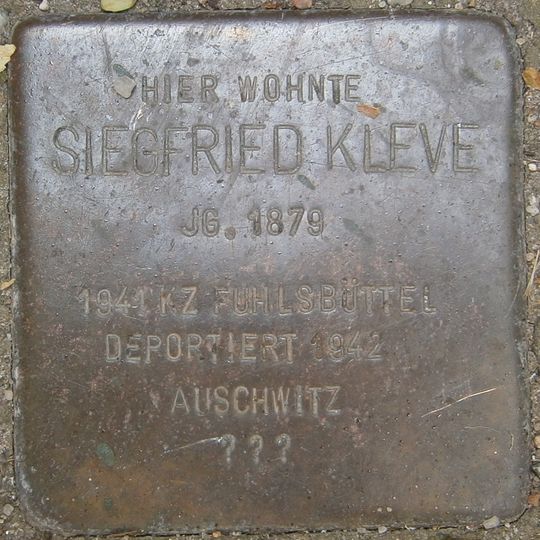 HIER WOHNTE
SIEGFRIED KLEVE
JG. 1879
1941 KZ FUHLSBÜTTEL
DEPORTIERT 1942
AUSCHWITZ
???